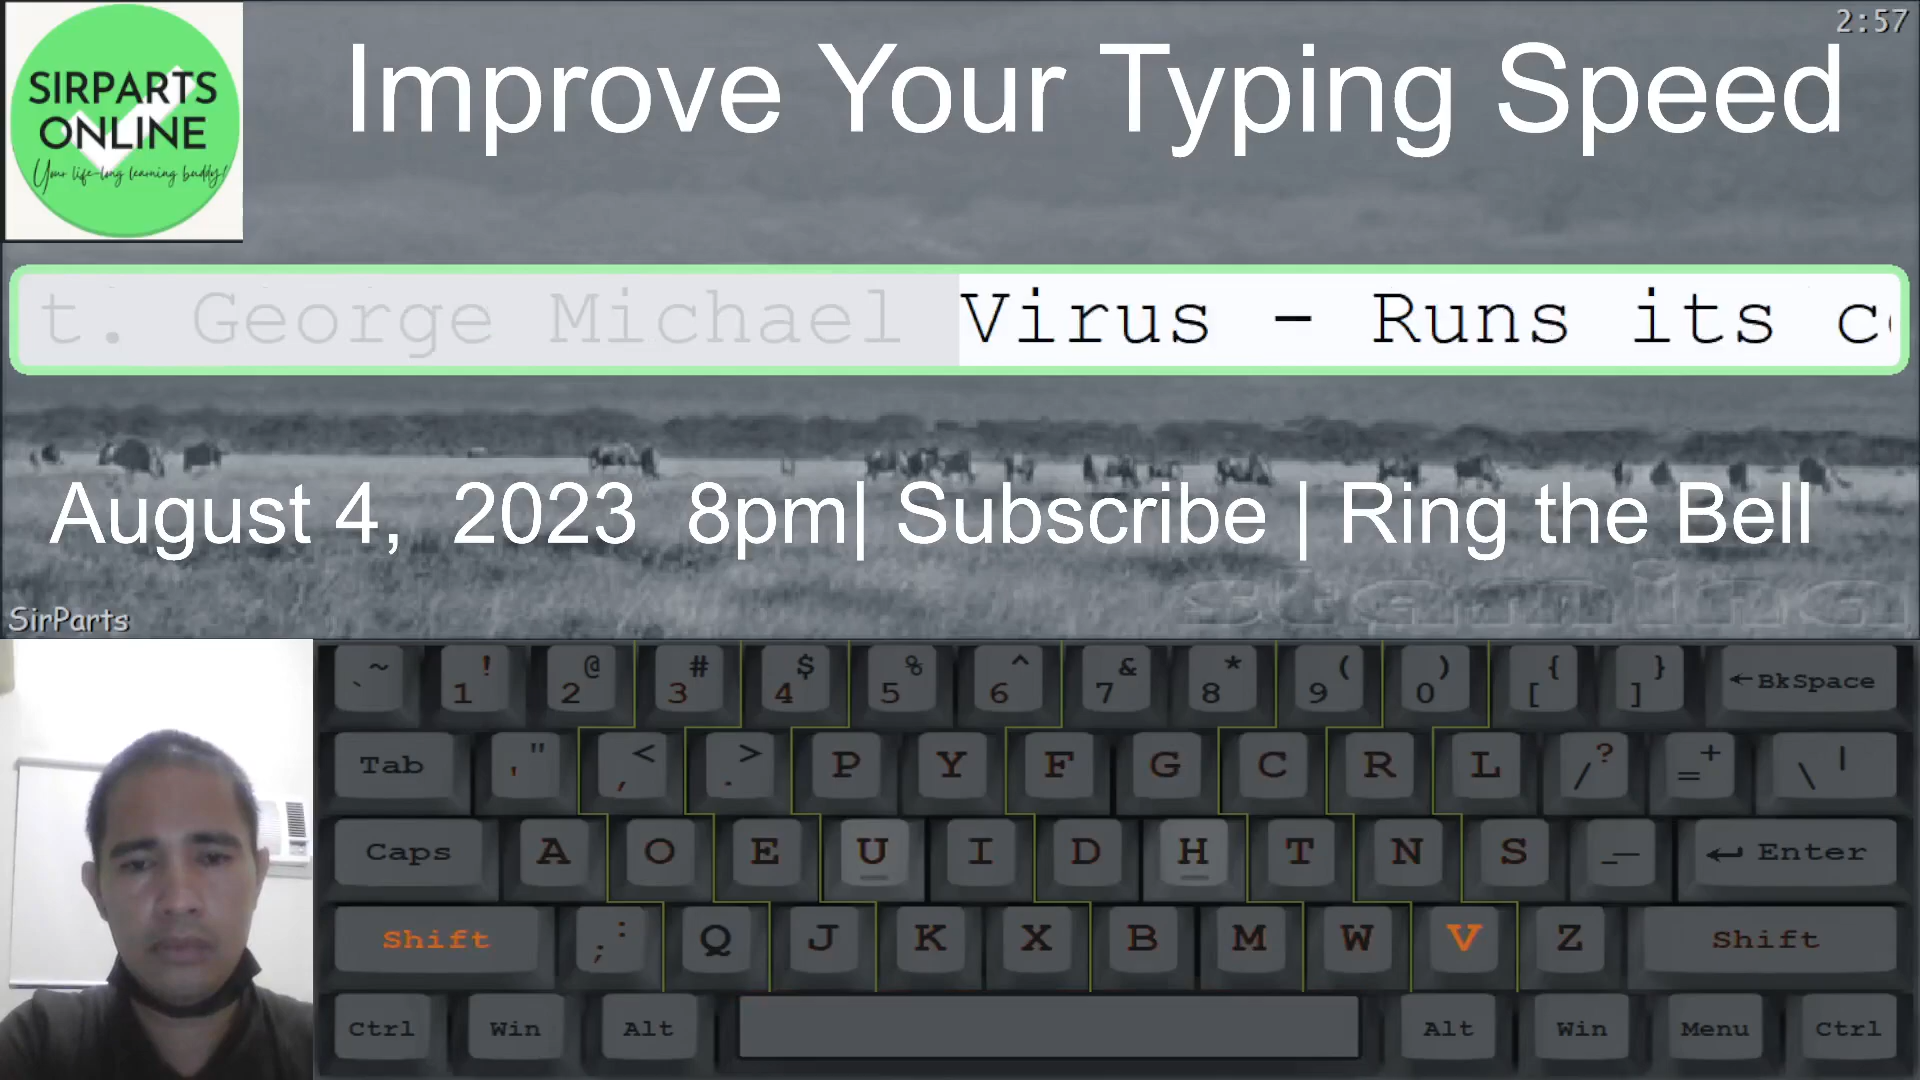 2:57
SIRPARTS
ONLINE
Your life-long learning buddy!
Improve Your Typing Speed
t. George Michael Virus - Runs its c
August 4, 2023 8pm| Subscribe | Ring the Bell
stamina
SirParts
~ ` ! 1 @ 2 # 3 $ 4 % 5 ^ 6 & 7 * 8 ( 9 ) 0 { [ } ] ←BkSpace
Tab " ' < , > . P Y F G C R L ? / + = | \
Caps A O E U I D H T N S _ — Enter
Shift : ; Q J K X B M W V Z Shift
Ctrl Win Alt Alt Win Menu Ctrl